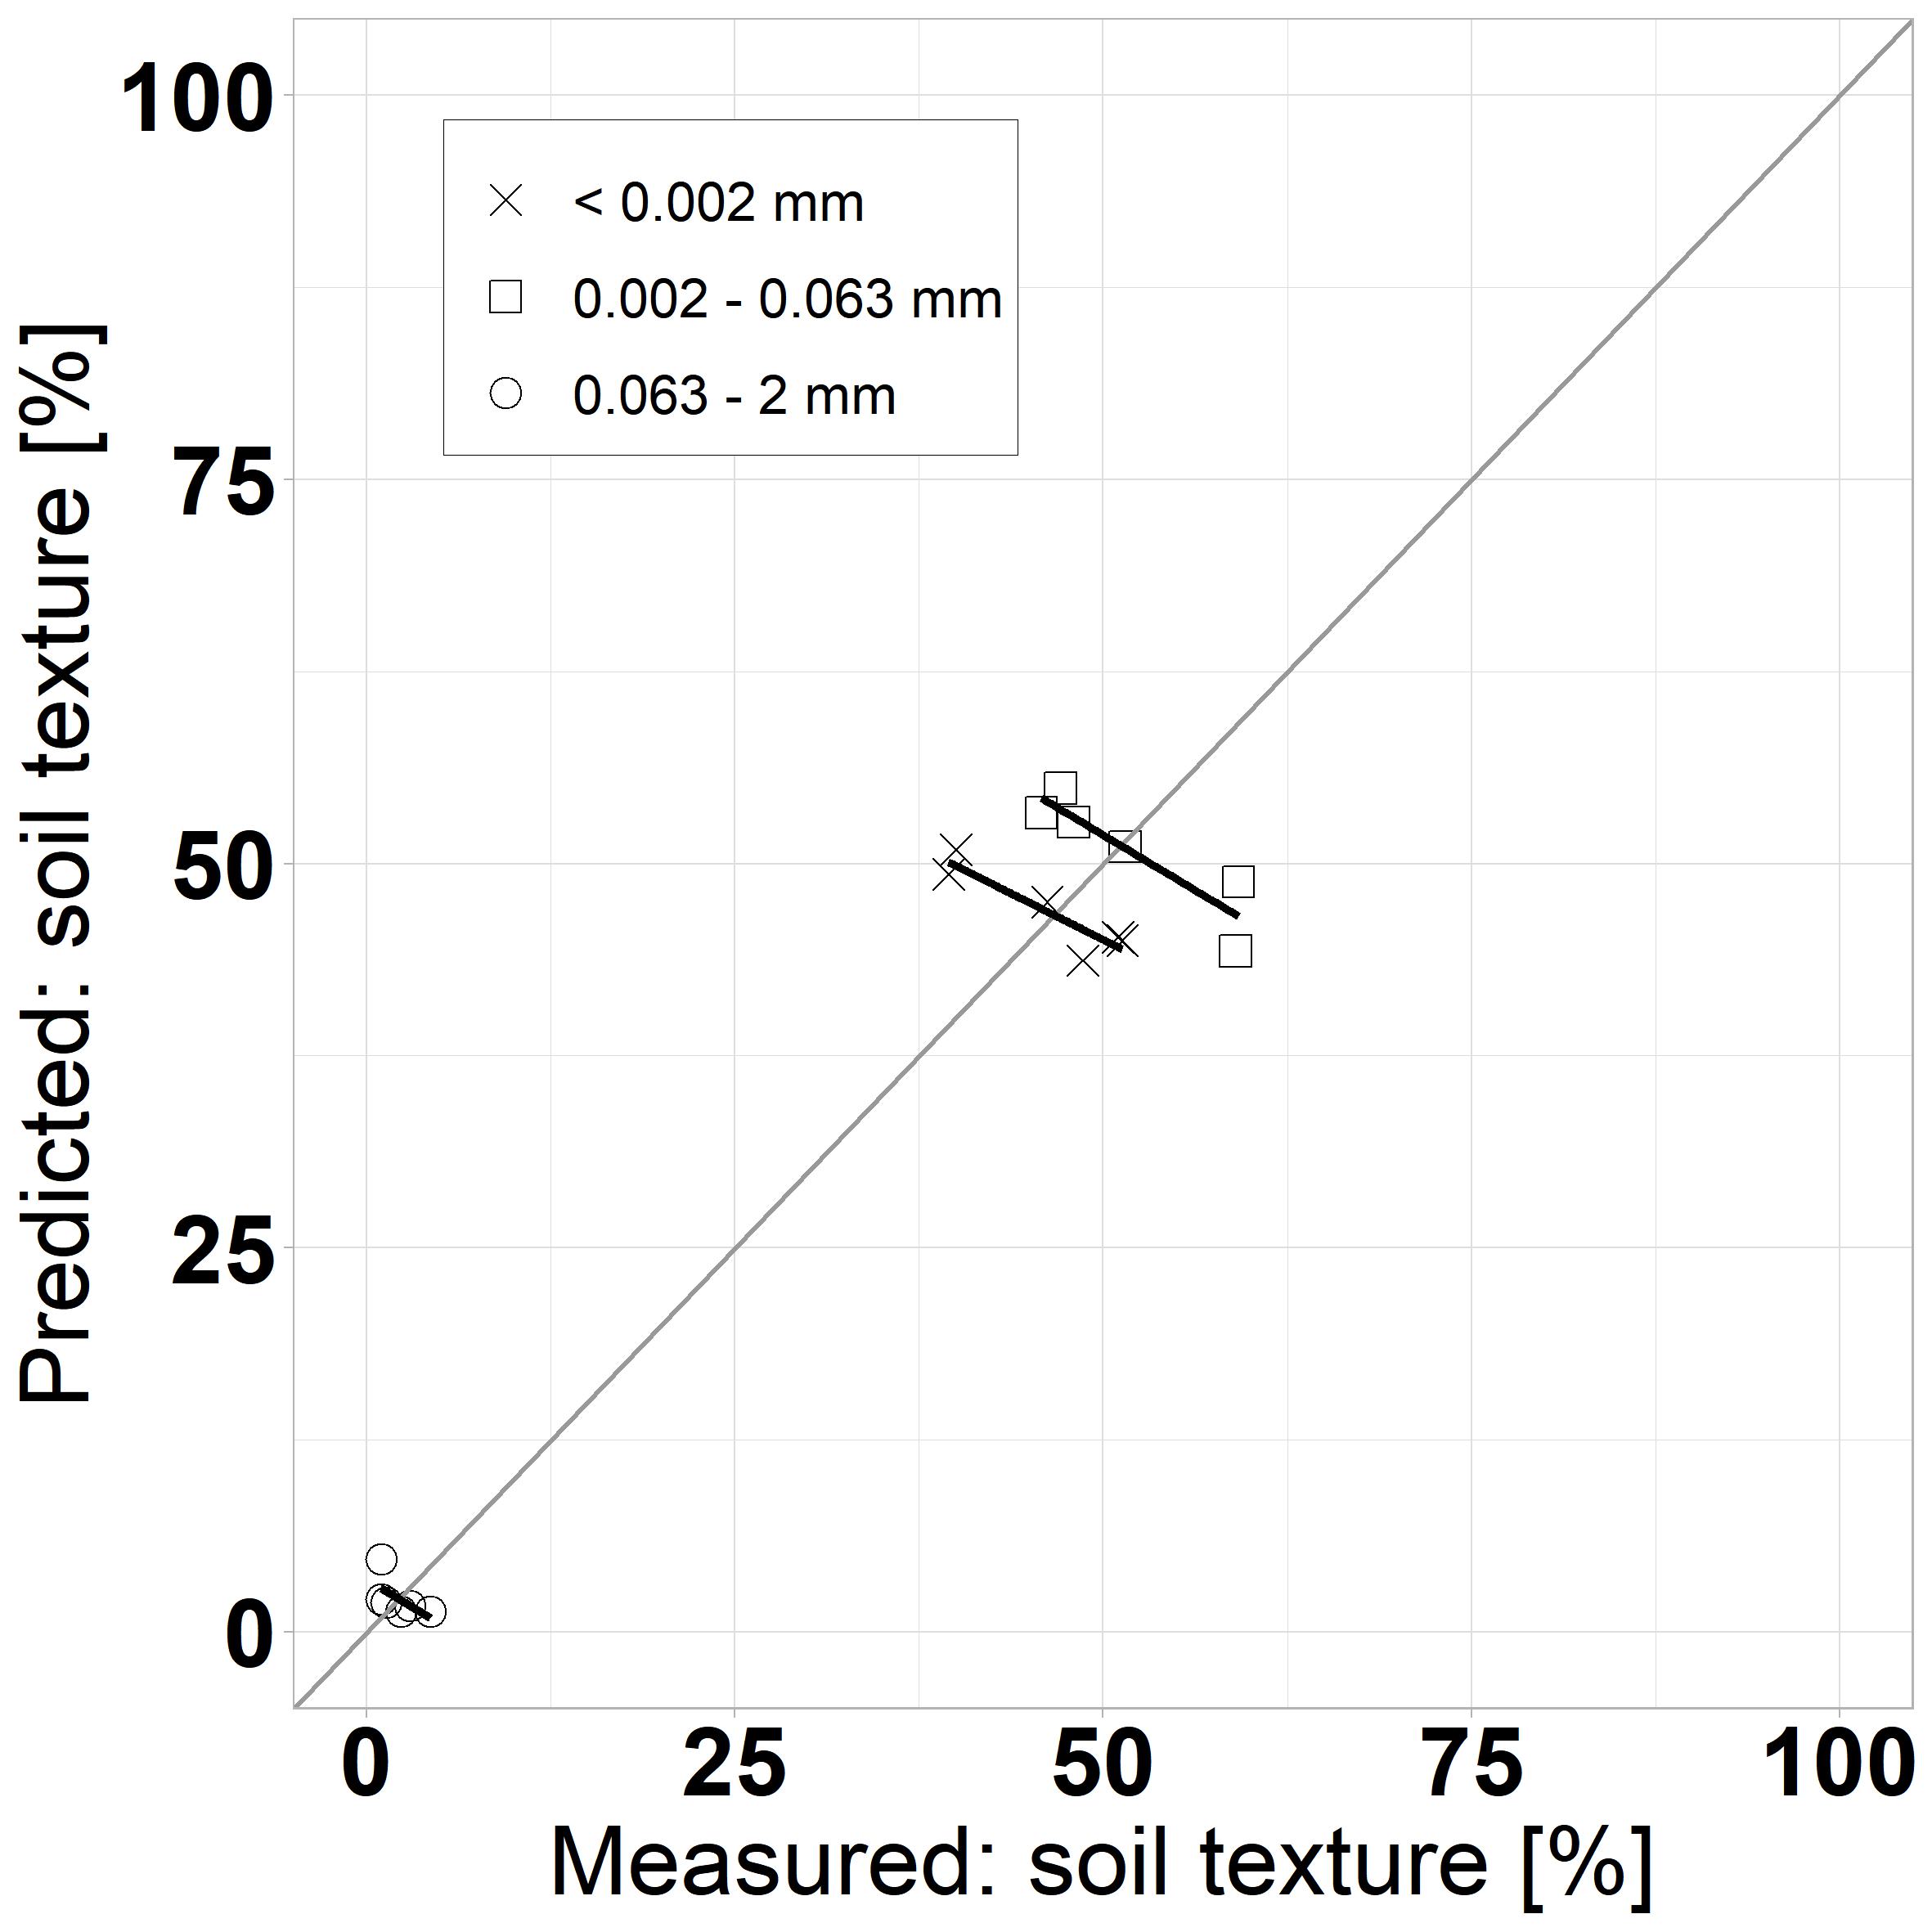 Predicted: soil texture [%]
100
75
50
25
0
< 0.002 mm
0.002 - 0.063 mm
0.063 - 2 mm
0 25 50 75 100
Measured: soil texture [%]